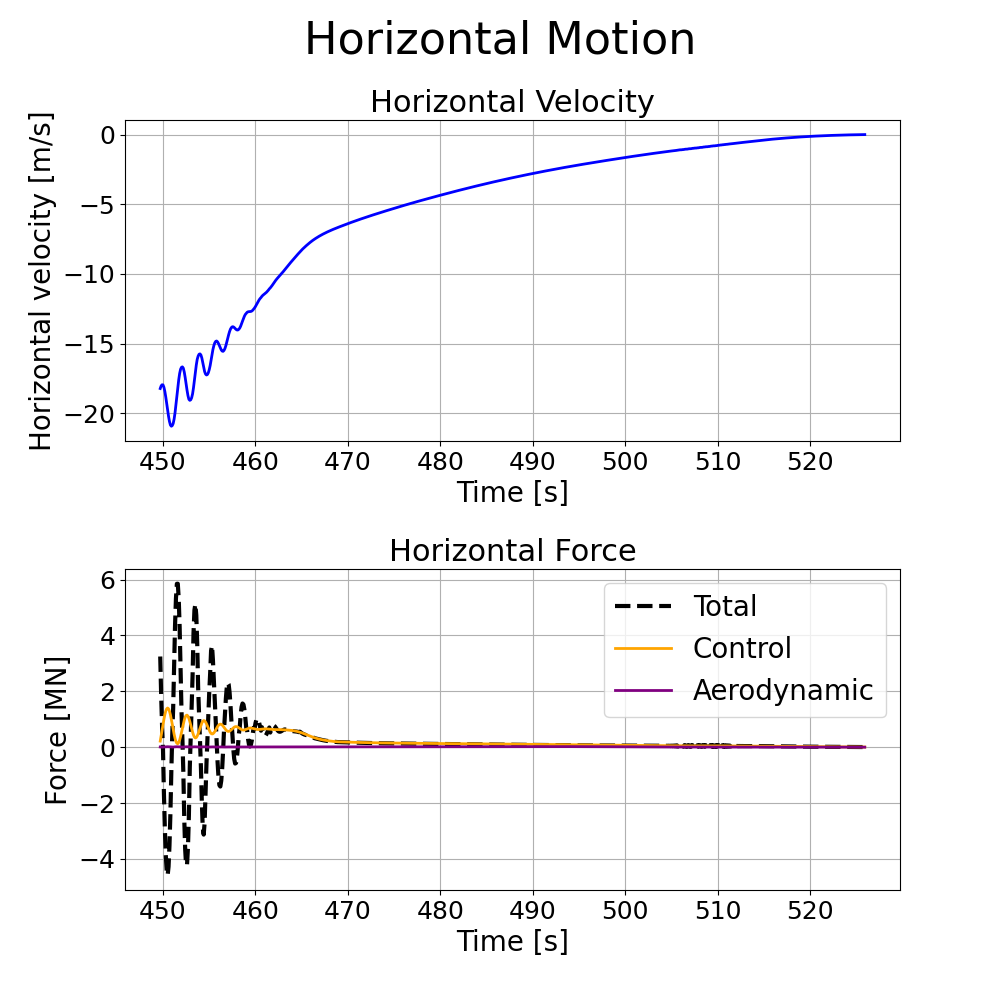 Horizontal Motion
Horizontal Velocity
Horizontal velocity [m/s]
0
−5
−10
−15
−20
450 460 470 480 490 500 510 520
Time [s]
Horizontal Force
Force [MN]
6
4
2
0
−2
−4
Total
Control
Aerodynamic
450 460 470 480 490 500 510 520
Time [s]